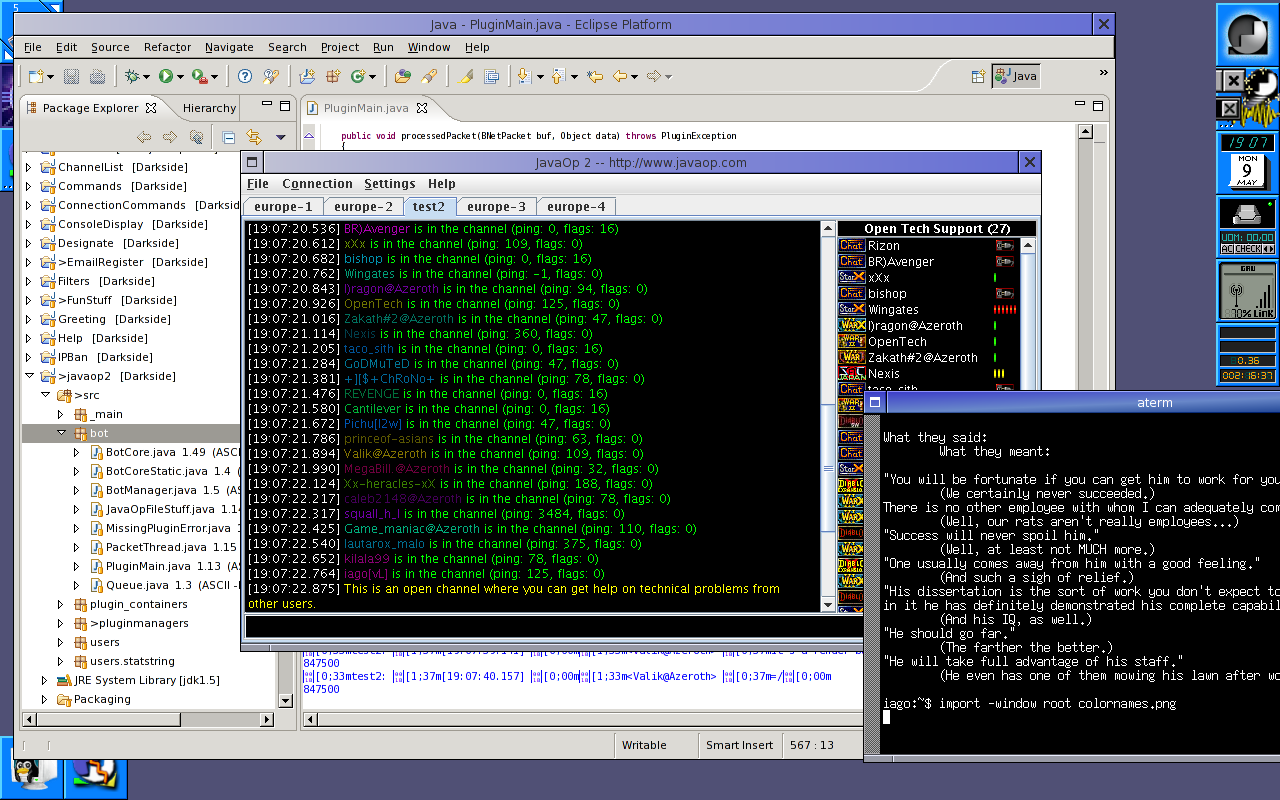 5
Java - PluginMain.java - Eclipse Platform
File Edit Source Refactor Navigate Search Project Run Window Help
Java
»
Package Explorer
Hierarchy
PluginMain.java
public void processedPacket(BNetPacket buf, Object data) throws PluginException
{
ChannelList [Darkside]
Commands [Darkside]
ConnectionCommands [Darksid
ConsoleDisplay [Darkside]
Designate [Darkside]
>EmailRegister [Darkside]
Filters [Darkside]
>FunStuff [Darkside]
Greeting [Darkside]
Help [Darkside]
IPBan [Darkside]
>javaop2 [Darkside]
>src
_main
bot
BotCore.java 1.49 (ASCI
BotCoreStatic.java 1.4 (
BotManager.java 1.5 (AS
JavaOpFileStuff.java 1.14
MissingPluginError.java 1
PacketThread.java 1.15
PluginMain.java 1.13 (AS
Queue.java 1.3 (ASCII -
plugin_containers
>pluginmanagers
users
users.statstring
JRE System Library [jdk1.5]
Packaging
JavaOp 2 -- http://www.javaop.com
File Connection Settings Help
europe-1 europe-2 test2 europe-3 europe-4
[19:07:20.536] BR)Avenger is in the channel (ping: 0, flags: 16)
[19:07:20.612] xXx is in the channel (ping: 109, flags: 0)
[19:07:20.682] bishop is in the channel (ping: 0, flags: 16)
[19:07:20.762] Wingates is in the channel (ping: -1, flags: 0)
[19:07:20.843] l)ragon@Azeroth is in the channel (ping: 94, flags: 0)
[19:07:20.926] OpenTech is in the channel (ping: 125, flags: 0)
[19:07:21.016] Zakath#2@Azeroth is in the channel (ping: 47, flags: 0)
[19:07:21.114] Nexis is in the channel (ping: 360, flags: 0)
[19:07:21.205] taco_sith is in the channel (ping: 0, flags: 16)
[19:07:21.284] GoDMuTeD is in the channel (ping: 47, flags: 0)
[19:07:21.381] +][$+ChRoNo+ is in the channel (ping: 78, flags: 0)
[19:07:21.476] REVENGE is in the channel (ping: 0, flags: 16)
[19:07:21.580] Cantilever is in the channel (ping: 0, flags: 16)
[19:07:21.672] Pichu[l2w] is in the channel (ping: 47, flags: 0)
[19:07:21.786] princeof-asians is in the channel (ping: 63, flags: 0)
[19:07:21.894] Valik@Azeroth is in the channel (ping: 109, flags: 0)
[19:07:21.990] MegaBill.@Azeroth is in the channel (ping: 32, flags: 0)
[19:07:22.124] Xx-heracles-xX is in the channel (ping: 188, flags: 0)
[19:07:22.217] caleb2148@Azeroth is in the channel (ping: 78, flags: 0)
[19:07:22.317] squall_h_l is in the channel (ping: 3484, flags: 0)
[19:07:22.425] Game_maniac@Azeroth is in the channel (ping: 110, flags: 0)
[19:07:22.540] lautarox_malo is in the channel (ping: 375, flags: 0)
[19:07:22.652] kilala99 is in the channel (ping: 78, flags: 0)
[19:07:22.764] iago[vL] is in the channel (ping: 125, flags: 0)
[19:07:22.875] This is an open channel where you can get help on technical problems from
other users.
Open Tech Support (27)
Chat Rizon
Chat BR)Avenger
xXx
Chat bishop
Wingates
l)ragon@Azeroth
OpenTech
Zakath#2@Azeroth
JAPAN Nexis
Chat taco_sith
847500
[0;33mtest2: [1;37m[19:07:40.157] [0;00m [1;33m<Valik@Azeroth> [0;37m=/ [0;00m
847500
Writable Smart Insert 567 : 13
aterm
What they said:
What they meant:
"You will be fortunate if you can get him to work for you
(We certainly never succeeded.)
There is no other employee with whom I can adequately com
(Well, our rats aren't really employees...)
"Success will never spoil him."
(Well, at least not MUCH more.)
"One usually comes away from him with a good feeling."
(And such a sigh of relief.)
"His dissertation is the sort of work you don't expect to
in it he has definitely demonstrated his complete capabil
(And his IQ, as well.)
"He should go far."
(The farther the better.)
"He will take full advantage of his staff."
(He even has one of them mowing his lawn after wo
iago:~$ import -window root colornames.png
19:07
MON
9
MAY
VOM: 00/00
AC CHECK
70% LinK
0.36
002:16:37